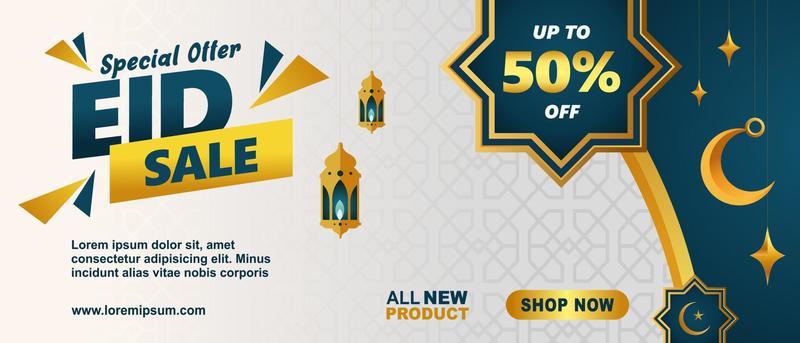 Special Offer
EID
SALE
Lorem ipsum dolor sit, amet
consectetur adipisicing elit. Minus
incidunt alias vitae nobis corporis
www.loremipsum.com
UP TO
50%
OFF
ALL NEW
PRODUCT
SHOP NOW